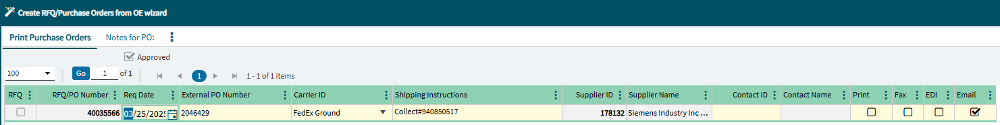 Create RFQ/Purchase Orders from OE wizard
Print Purchase Orders Notes for PO:
Approved
100 Go 1 of 1 1 1 - 1 of 1 items
RFQ RFQ/PO Number Req Date External PO Number Carrier ID Shipping Instructions Supplier ID Supplier Name Contact ID Contact Name Print Fax EDI Email
40035566 03/25/2025 2046429 FedEx Ground Collect#940850517 178132 Siemens Industry Inc ...